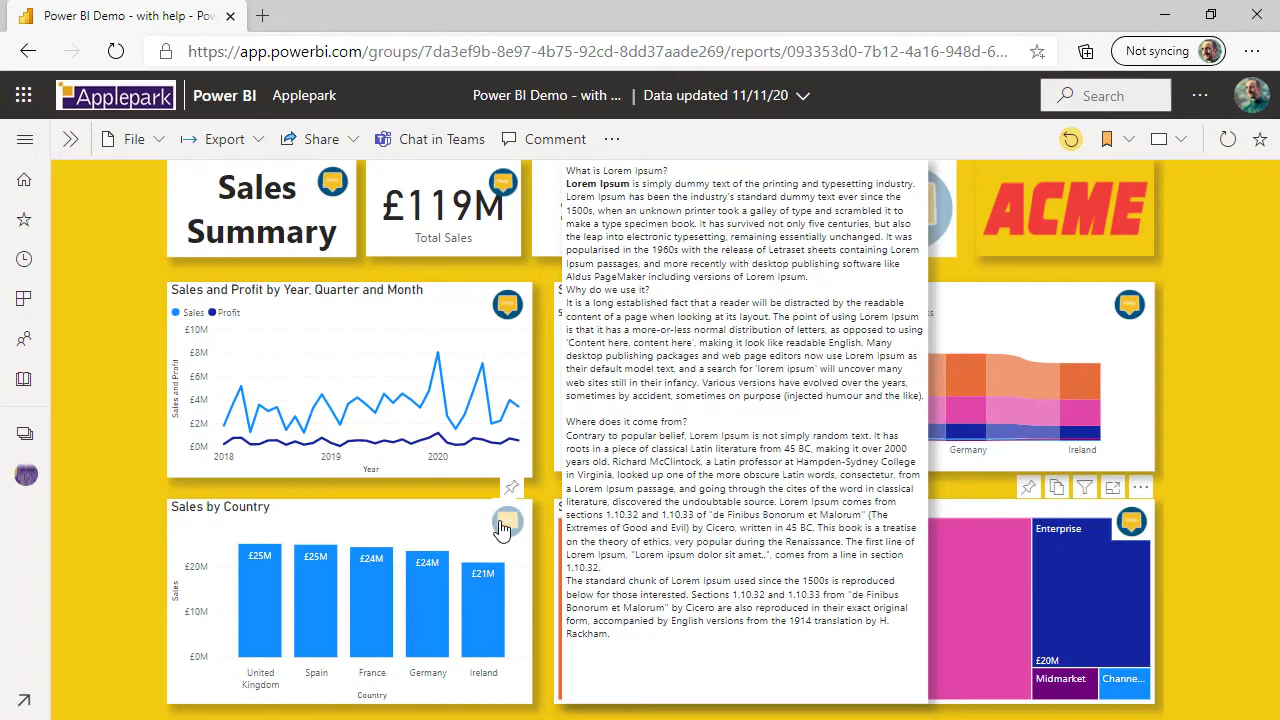 Power BI Demo - with help - Pow
https://app.powerbi.com/groups/7da3ef9b-8e97-4b75-92cd-8dd37aade269/reports/093353d0-7b12-4a16-948d-6...
Not syncing
Applepark
Power BI
Applepark
Power BI Demo - with ...
| Data updated 11/11/20
Search
File
Export
Share
Chat in Teams
Comment
Sales
Summary
£119M
Total Sales
ACME
What is Lorem Ipsum?
Lorem Ipsum is simply dummy text of the printing and typesetting industry.
Lorem Ipsum has been the industry's standard dummy text ever since the
1500s, when an unknown printer took a galley of type and scrambled it to
make a type specimen book. It has survived not only five centuries, but also
the leap into electronic typesetting, remaining essentially unchanged. It was
popularised in the 1960s with the release of Letraset sheets containing Lorem
Ipsum passages, and more recently with desktop publishing software like
Aldus PageMaker including versions of Lorem Ipsum.
Why do we use it?
It is a long established fact that a reader will be distracted by the readable
content of a page when looking at its layout. The point of using Lorem Ipsum
is that it has a more-or-less normal distribution of letters, as opposed to using
'Content here, content here', making it look like readable English. Many
desktop publishing packages and web page editors now use Lorem Ipsum as
their default model text, and a search for 'lorem ipsum' will uncover many
web sites still in their infancy. Various versions have evolved over the years,
sometimes by accident, sometimes on purpose (injected humour and the like).
Where does it come from?
Contrary to popular belief, Lorem Ipsum is not simply random text. It has
roots in a piece of classical Latin literature from 45 BC, making it over 2000
years old. Richard McClintock, a Latin professor at Hampden-Sydney College
in Virginia, looked up one of the more obscure Latin words, consectetur, from
a Lorem Ipsum passage, and going through the cites of the word in classical
literature, discovered the undoubtable source. Lorem Ipsum comes from
sections 1.10.32 and 1.10.33 of "de Finibus Bonorum et Malorum" (The
Extremes of Good and Evil) by Cicero, written in 45 BC. This book is a treatise
on the theory of ethics, very popular during the Renaissance. The first line of
Lorem Ipsum, "Lorem ipsum dolor sit amet..", comes from a line in section
1.10.32.
The standard chunk of Lorem Ipsum used since the 1500s is reproduced
below for those interested. Sections 1.10.32 and 1.10.33 from "de Finibus
Bonorum et Malorum" by Cicero are also reproduced in their exact original
form, accompanied by English versions from the 1914 translation by H.
Rackham.
Sales and Profit by Year, Quarter and Month
Sales Profit
Sales and Profit
£10M
£8M
£6M
£4M
£2M
£0M
2018
2019
2020
Year
Germany
Ireland
Sales by Country
Sales
£20M
£10M
£0M
£25M
£25M
£24M
£24M
£21M
United
Kingdom
Spain
France
Germany
Ireland
Country
Enterprise
£20M
Midmarket
Channe...